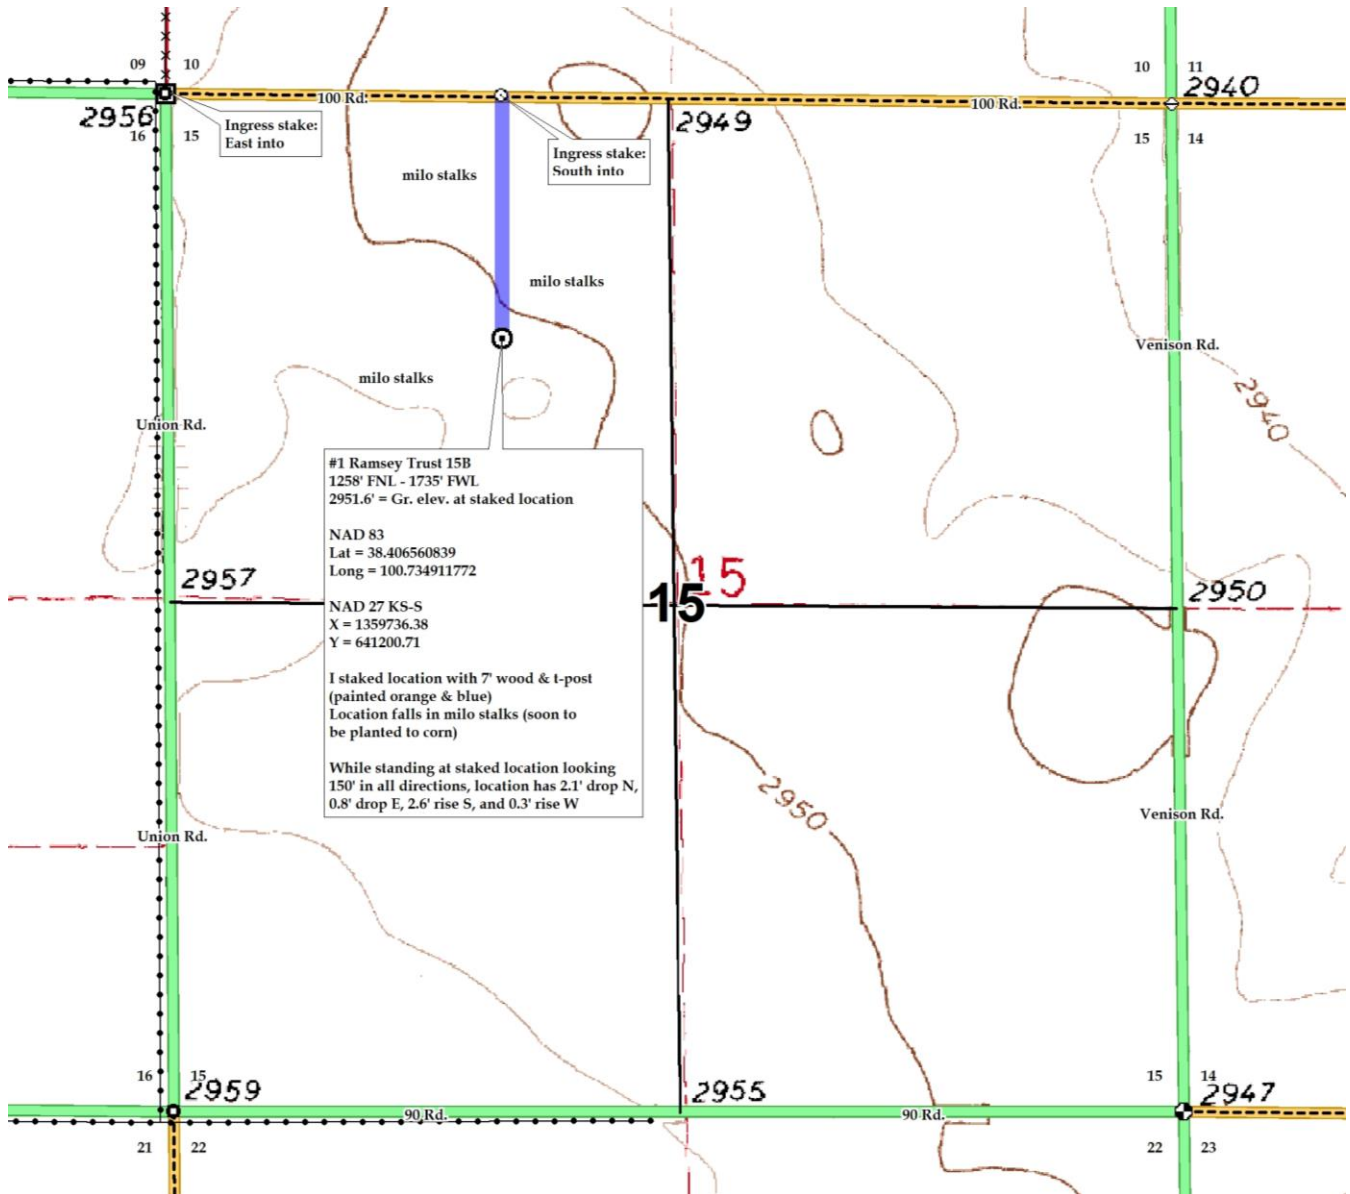 09 10
10 11
2940
100 Rd.
100 Rd.
2956
2949
16 15
15 14
Ingress stake:
East into
Ingress stake:
South into
milo stalks
milo stalks
Venison Rd.
milo stalks
2940
Union Rd.
#1 Ramsey Trust 15B
1258' FNL - 1735' FWL
2951.6' = Gr. elev. at staked location
NAD 83
Lat = 38.406560839
Long = 100.734911772
NAD 27 KS-S
X = 1359736.38
Y = 641200.71
I staked location with 7' wood & t-post
(painted orange & blue)
Location falls in milo stalks (soon to
be planted to corn)
While standing at staked location looking
150' in all directions, location has 2.1' drop N,
0.8' drop E, 2.6' rise S, and 0.3' rise W
2957
15
15
2950
2950
Venison Rd.
Union Rd.
16 15
15 14
2959
2955
2947
90 Rd.
90 Rd.
21 22
22 23